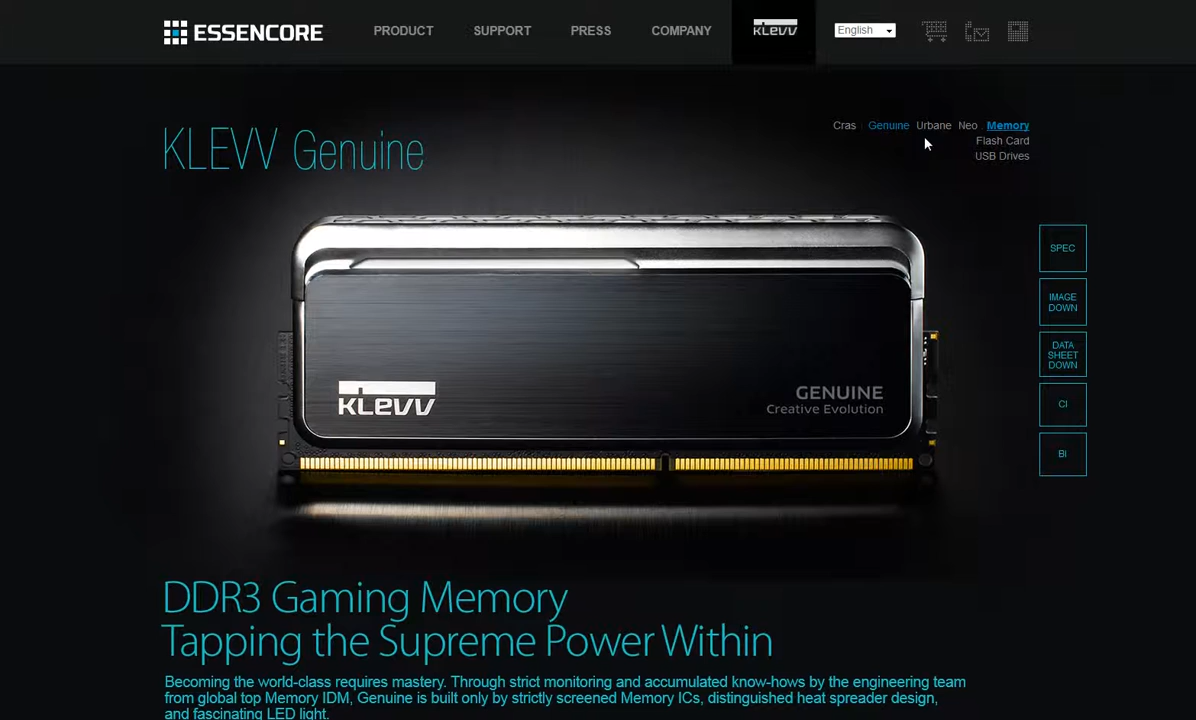 ESSENCORE
PRODUCT
SUPPORT
PRESS
COMPANY
KLEVV
English
Cras
Genuine
Urbane
Neo
Memory
Flash Card
USB Drives
KLEVV Genuine
SPEC
IMAGE
DOWN
DATA
SHEET
DOWN
CI
BI
KLEVV
GENUINE
Creative Evolution
DDR3 Gaming Memory
Tapping the Supreme Power Within
Becoming the world-class requires mastery. Through strict monitoring and accumulated know-hows by the engineering team
from global top Memory IDM, Genuine is built only by strictly screened Memory ICs, distinguished heat spreader design,
and fascinating LED light.